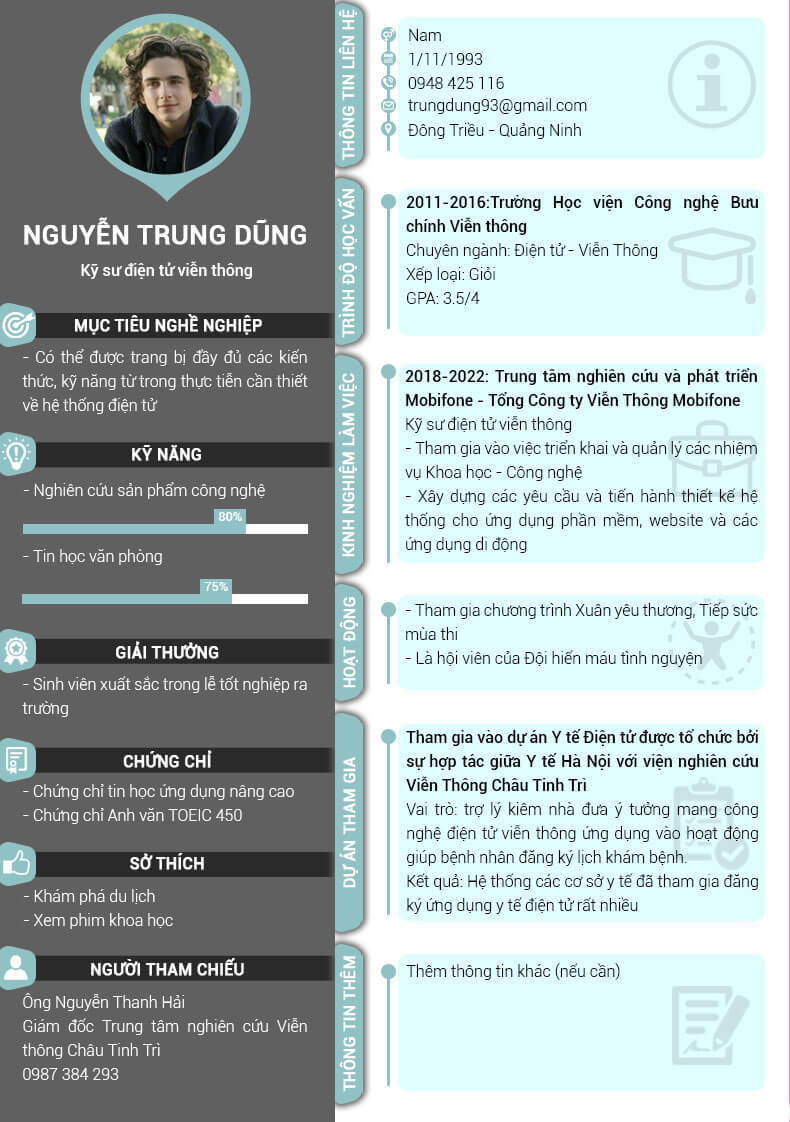 NGUYỄN TRUNG DŨNG
Kỹ sư điện tử viễn thông
MỤC TIÊU NGHỀ NGHIỆP
- Có thể được trang bị đầy đủ các kiến
thức, kỹ năng từ trong thực tiễn cần thiết
về hệ thống điện tử
KỸ NĂNG
- Nghiên cứu sản phẩm công nghệ
80%
- Tin học văn phòng
75%
GIẢI THƯỞNG
- Sinh viên xuất sắc trong lễ tốt nghiệp ra
trường
CHỨNG CHỈ
- Chứng chỉ tin học ứng dụng nâng cao
- Chứng chỉ Anh văn TOEIC 450
SỞ THÍCH
- Khám phá du lịch
- Xem phim khoa học
NGƯỜI THAM CHIẾU
Ông Nguyễn Thanh Hải
Giám đốc Trung tâm nghiên cứu Viễn
thông Châu Tinh Trì
0987 384 293
THÔNG TIN LIÊN HỆ
Nam
1/11/1993
0948 425 116
trungdung93@gmail.com
Đông Triều - Quảng Ninh
TRÌNH ĐỘ HỌC VẤN
2011-2016:Trường Học viện Công nghệ Bưu
chính Viễn thông
Chuyên ngành: Điện tử - Viễn Thông
Xếp loại: Giỏi
GPA: 3.5/4
KINH NGHIỆM LÀM VIỆC
2018-2022: Trung tâm nghiên cứu và phát triển
Mobifone - Tổng Công ty Viễn Thông Mobifone
Kỹ sư điện tử viễn thông
- Tham gia vào việc triển khai và quản lý các nhiệm
vụ Khoa học - Công nghệ
- Xây dựng các yêu cầu và tiến hành thiết kế hệ
thống cho ứng dụng phần mềm, website và các
ứng dụng di động
HOẠT ĐỘNG
- Tham gia chương trình Xuân yêu thương, Tiếp sức
mùa thi
- Là hội viên của Đội hiến máu tình nguyện
DỰ ÁN THAM GIA
Tham gia vào dự án Y tế Điện tử được tổ chức bởi
sự hợp tác giữa Y tế Hà Nội với viện nghiên cứu
Viễn Thông Châu Tinh Trì
Vai trò: trợ lý kiêm nhà đưa ý tưởng mang công
nghệ điện tử viễn thông ứng dụng vào hoạt động
giúp bệnh nhân đăng ký lịch khám bệnh.
Kết quả: Hệ thống các cơ sở y tế đã tham gia đăng
ký ứng dụng y tế điện tử rất nhiều
THÔNG TIN THÊM
Thêm thông tin khác (nếu cần)